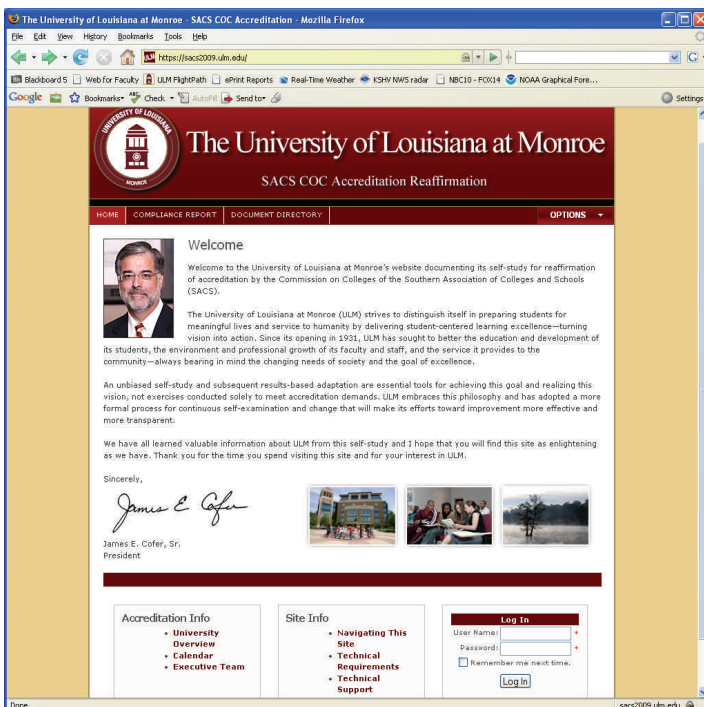 The University of Louisiana at Monroe - SACS COC Accreditation - Mozilla Firefox
File Edit View History Bookmarks Tools Help
https://sacs2009.ulm.edu/
Blackboard 5 Web for Faculty ULM FlightPath ePrint Reports Real-Time Weather KSHV NWS radar NBC10 - FOX14 NOAA Graphical Fore...
Google Bookmarks Check AutoFill Send to Settings
UNIVERSITY OF LOUISIANA
MONROE
The University of Louisiana at Monroe
SACS COC Accreditation Reaffirmation
HOME COMPLIANCE REPORT DOCUMENT DIRECTORY OPTIONS
Welcome
Welcome to the University of Louisiana at Monroe's website documenting its self-study for reaffirmation
of accreditation by the Commission on Colleges of the Southern Association of Colleges and Schools
(SACS).
The University of Louisiana at Monroe (ULM) strives to distinguish itself in preparing students for
meaningful lives and service to humanity by delivering student-centered learning excellence—turning
vision into action. Since its opening in 1931, ULM has sought to better the education and development of
its students, the environment and professional growth of its faculty and staff, and the service it provides to the
community—always bearing in mind the changing needs of society and the goal of excellence.
An unbiased self-study and subsequent results-based adaptation are essential tools for achieving this goal and realizing this
vision, not exercises conducted solely to meet accreditation demands. ULM embraces this philosophy and has adopted a more
formal process for continuous self-examination and change that will make its efforts toward improvement more effective and
more transparent.
We have all learned valuable information about ULM from this self-study and I hope that you will find this site as enlightening
as we have. Thank you for the time you spend visiting this site and for your interest in ULM.
Sincerely,
James E Cofer
James E. Cofer, Sr.
President
Accreditation Info
• University
Overview
• Calendar
• Executive Team
Site Info
• Navigating This
Site
• Technical
Requirements
• Technical
Support
Log In
User Name: *
Password: *
Remember me next time.
Log In
Done sacs2009.ulm.edu